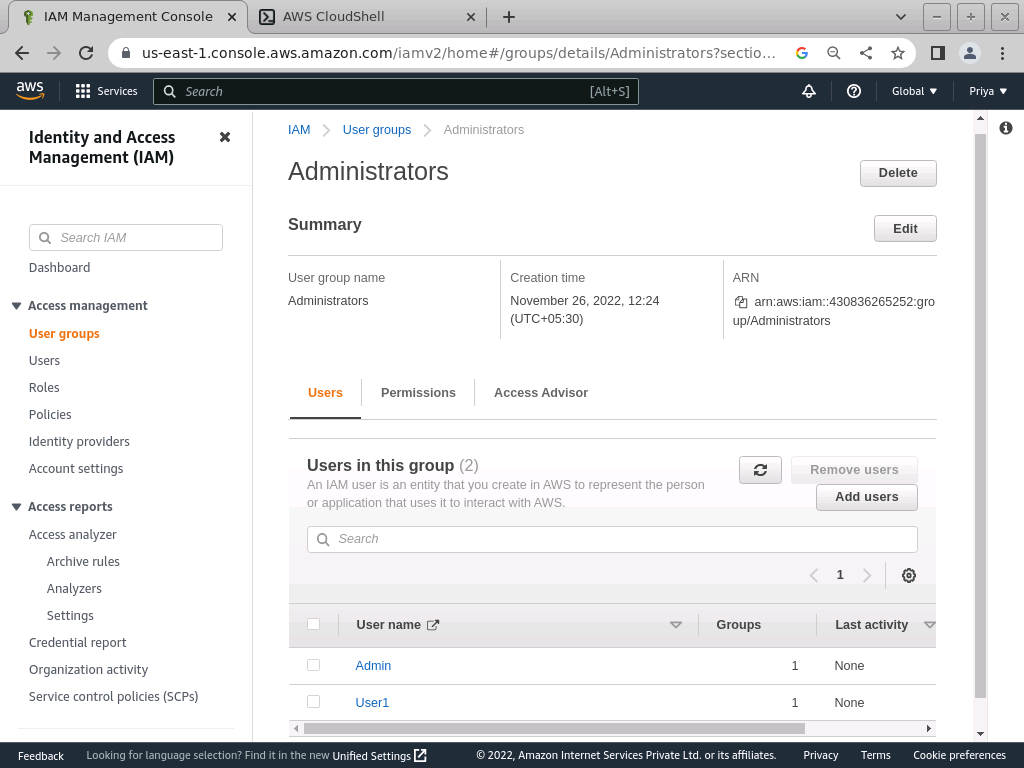 IAM Management Console
AWS CloudShell
us-east-1.console.aws.amazon.com/iamv2/home#/groups/details/Administrators?sectio...
aws
Services
Search
[Alt+S]
Global
Priya
Identity and Access
Management (IAM)
Search IAM
Dashboard
Access management
User groups
Users
Roles
Policies
Identity providers
Account settings
Access reports
Access analyzer
Archive rules
Analyzers
Settings
Credential report
Organization activity
Service control policies (SCPs)
IAM
User groups
Administrators
Administrators
Delete
Summary
Edit
User group name
Administrators
Creation time
November 26, 2022, 12:24
(UTC+05:30)
ARN
arn:aws:iam::430836265252:gro
up/Administrators
Users
Permissions
Access Advisor
Users in this group (2)
An IAM user is an entity that you create in AWS to represent the person
or application that uses it to interact with AWS.
Remove users
Add users
Search
1
User name
Groups
Last activity
Admin
1
None
User1
1
None
Feedback
Looking for language selection? Find it in the new Unified Settings
© 2022, Amazon Internet Services Private Ltd. or its affiliates.
Privacy
Terms
Cookie preferences